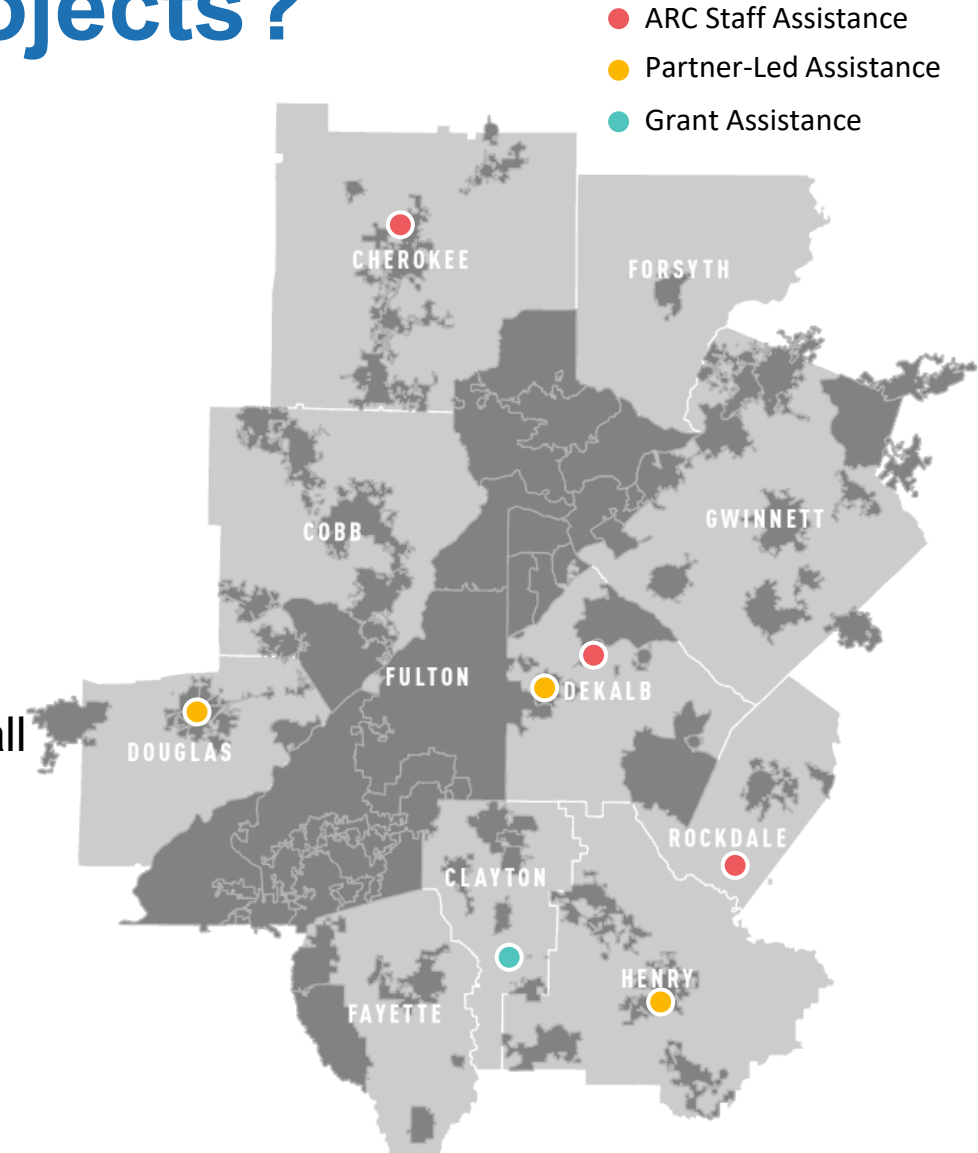 ojects?
ARC Staff Assistance
Partner-Led Assistance
Grant Assistance
CHEROKEE
FORSYTH
COBB
GWINNETT
FULTON
DEKALB
all
DOUGLAS
ROCKDALE
CLAYTON
HENRY
FAYETTE